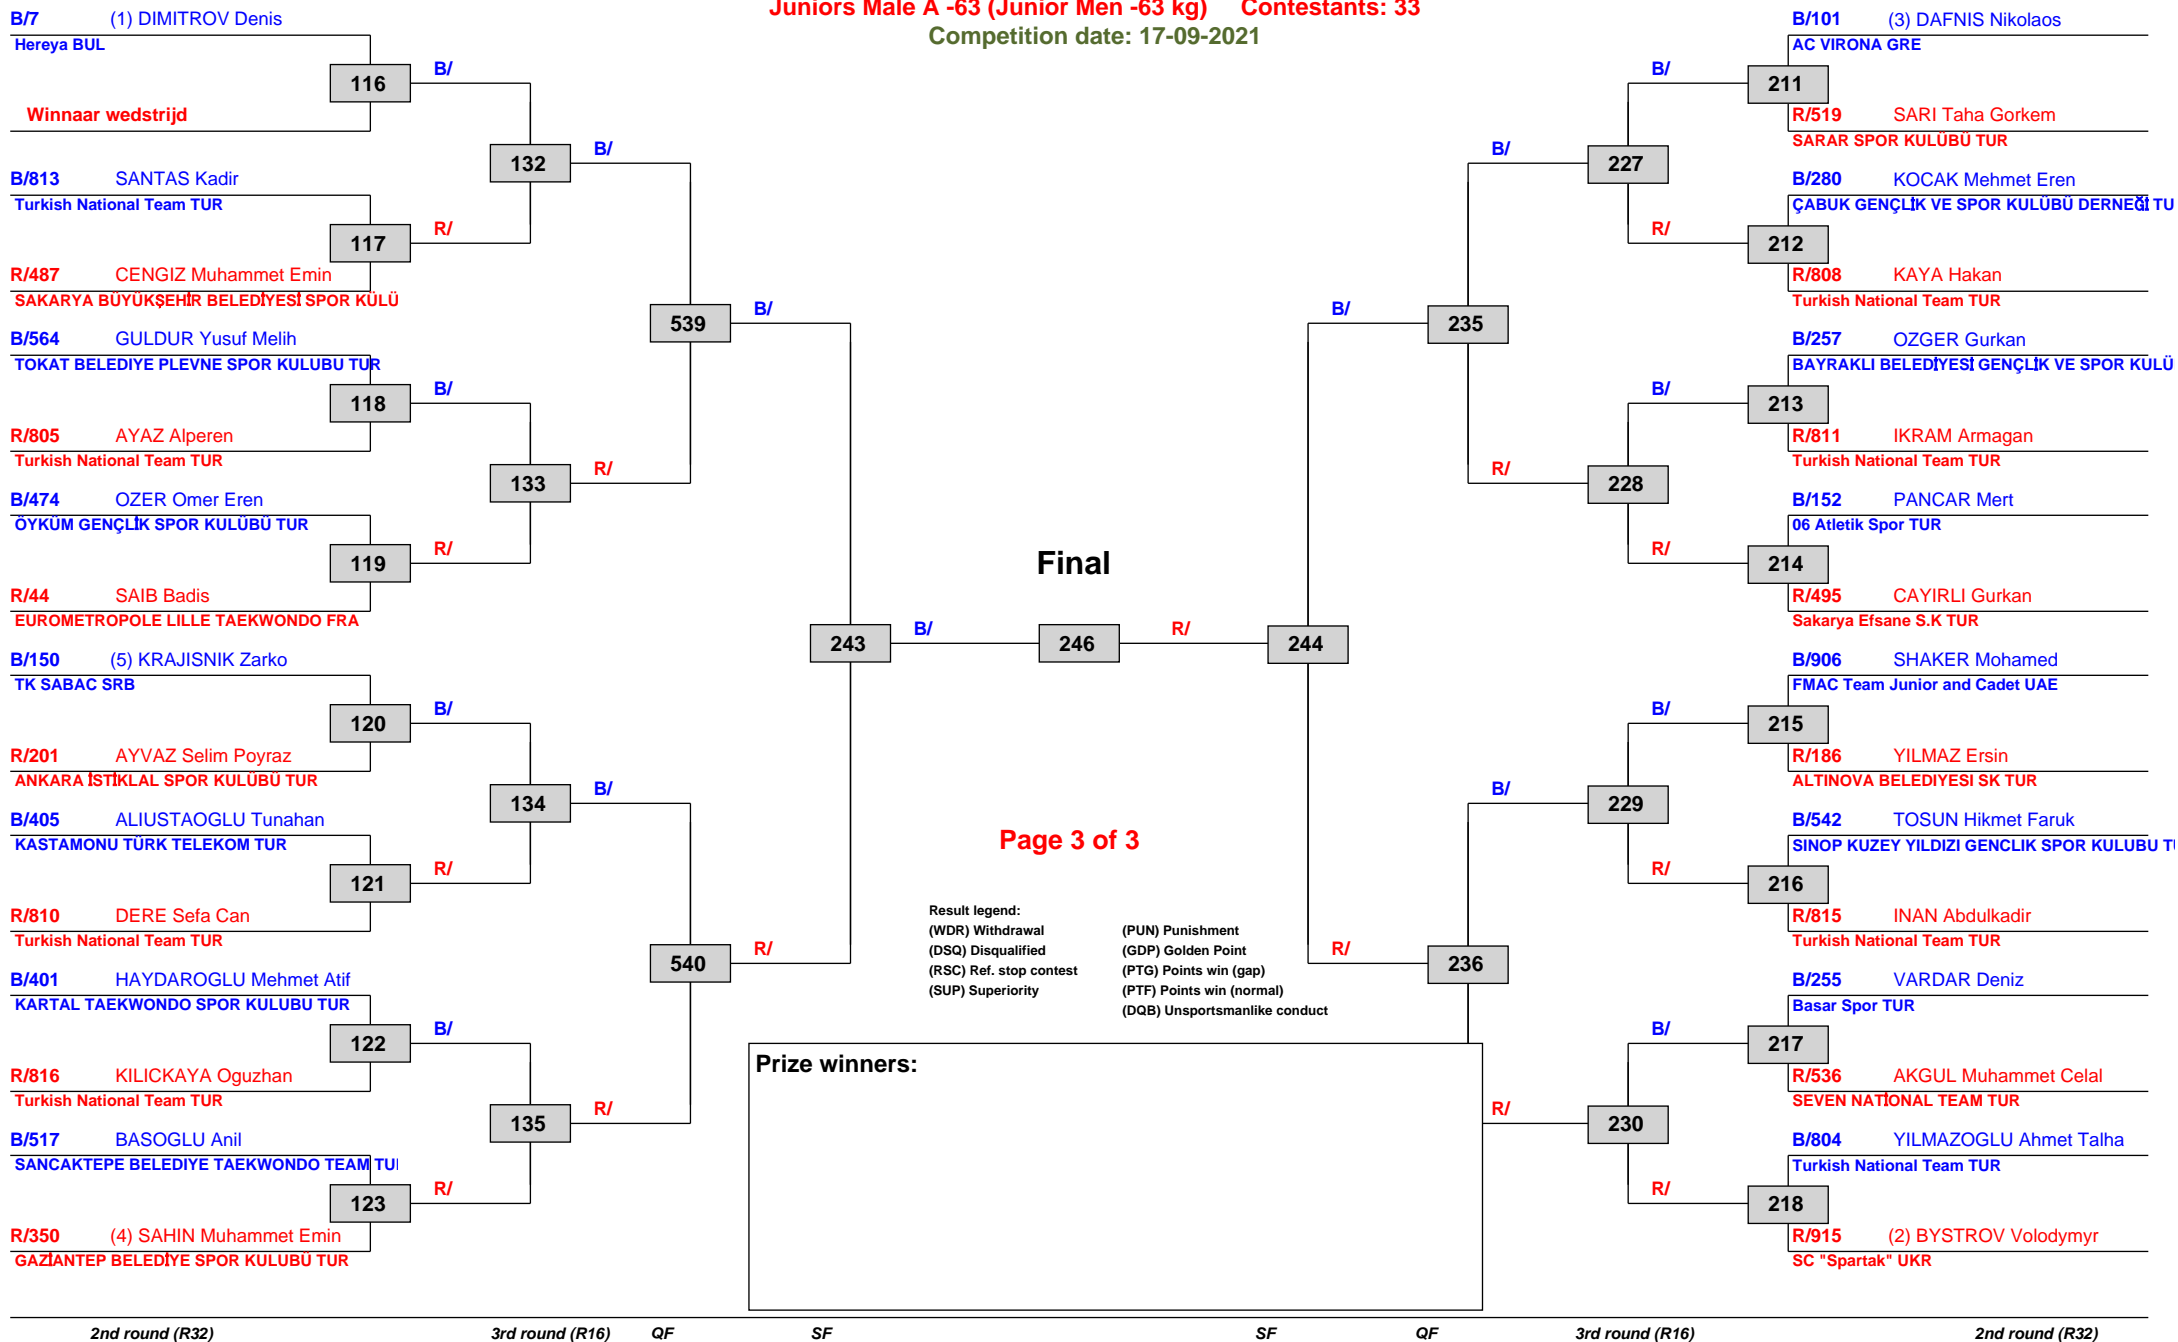 Juniors Male A -63 (Junior Men -63 kg) Contestants: 33
Competition date: 17-09-2021
B/7 (1) DIMITROV Denis
Hereya BUL
116
Winnaar wedstrijd
B/
132
B/
B/813 SANTAS Kadir
Turkish National Team TUR
117
R/
R/487 CENGIZ Muhammet Emin
SAKARYA BÜYÜKŞEHİR BELEDİYESİ SPOR KÜLÜ
539
B/
B/564 GULDUR Yusuf Melih
TOKAT BELEDIYE PLEVNE SPOR KULUBU TUR
118
B/
R/805 AYAZ Alperen
Turkish National Team TUR
133
R/
B/474 OZER Omer Eren
ÖYKÜM GENÇLİK SPOR KULÜBÜ TUR
119
R/
R/44 SAIB Badis
EUROMETROPOLE LILLE TAEKWONDO FRA
243
B/
B/150 (5) KRAJISNIK Zarko
TK SABAC SRB
120
B/
R/201 AYVAZ Selim Poyraz
ANKARA İSTİKLAL SPOR KULÜBÜ TUR
134
B/
B/405 ALIUSTAOGLU Tunahan
KASTAMONU TÜRK TELEKOM TUR
121
R/
R/810 DERE Sefa Can
Turkish National Team TUR
540
R/
B/401 HAYDAROGLU Mehmet Atif
KARTAL TAEKWONDO SPOR KULUBU TUR
122
B/
R/816 KILICKAYA Oguzhan
Turkish National Team TUR
135
R/
B/517 BASOGLU Anil
SANCAKTEPE BELEDIYE TAEKWONDO TEAM
123
R/
R/350 (4) SAHIN Muhammet Emin
GAZİANTEP BELEDİYE SPOR KULUBÜ TUR
Final
246
R/
Page 3 of 3
Result legend:
(WDR) Withdrawal (PUN) Punishment
(DSQ) Disqualified (GDP) Golden Point
(RSC) Ref. stop contest (PTG) Points win (gap)
(SUP) Superiority (PTF) Points win (normal)
(DQB) Unsportsmanlike conduct
Prize winners:
B/101 (3) DAFNIS Nikolaos
AC VIRONA GRE
B/
211
R/519 SARI Taha Gorkem
SARAR SPOR KULÜBÜ TUR
B/
227
B/280 KOCAK Mehmet Eren
ÇABUK GENÇLİK VE SPOR KULÜBÜ DERNEĞİ TU
R/
212
R/808 KAYA Hakan
Turkish National Team TUR
B/
235
B/257 OZGER Gurkan
BAYRAKLI BELEDİYESİ GENÇLİK VE SPOR KULÜ
B/
213
R/811 IKRAM Armagan
Turkish National Team TUR
R/
228
B/152 PANCAR Mert
06 Atletik Spor TUR
R/
214
R/495 CAYIRLI Gurkan
Sakarya Efsane S.K TUR
244
B/906 SHAKER Mohamed
FMAC Team Junior and Cadet UAE
B/
215
R/186 YILMAZ Ersin
ALTINOVA BELEDIYESI SK TUR
B/
229
B/542 TOSUN Hikmet Faruk
SINOP KUZEY YILDIZI GENCLIK SPOR KULUBU
R/
216
R/815 INAN Abdulkadir
Turkish National Team TUR
R/
236
B/255 VARDAR Deniz
Basar Spor TUR
B/
217
R/536 AKGUL Muhammet Celal
SEVEN NATİONAL TEAM TUR
R/
230
B/804 YILMAZOGLU Ahmet Talha
Turkish National Team TUR
R/
218
R/915 (2) BYSTROV Volodymyr
SC "Spartak" UKR
2nd round (R32) 3rd round (R16) QF SF SF QF 3rd round (R16) 2nd round (R32)